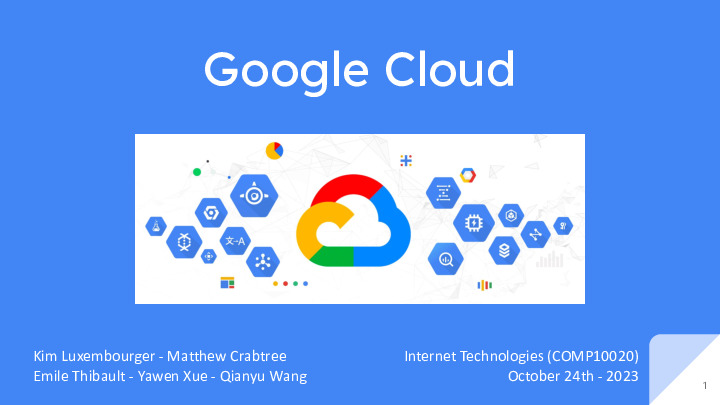 Google Cloud
文-A
Kim Luxembourger - Matthew Crabtree
Emile Thibault - Yawen Xue - Qianyu Wang
Internet Technologies (COMP10020)
October 24th - 2023
1